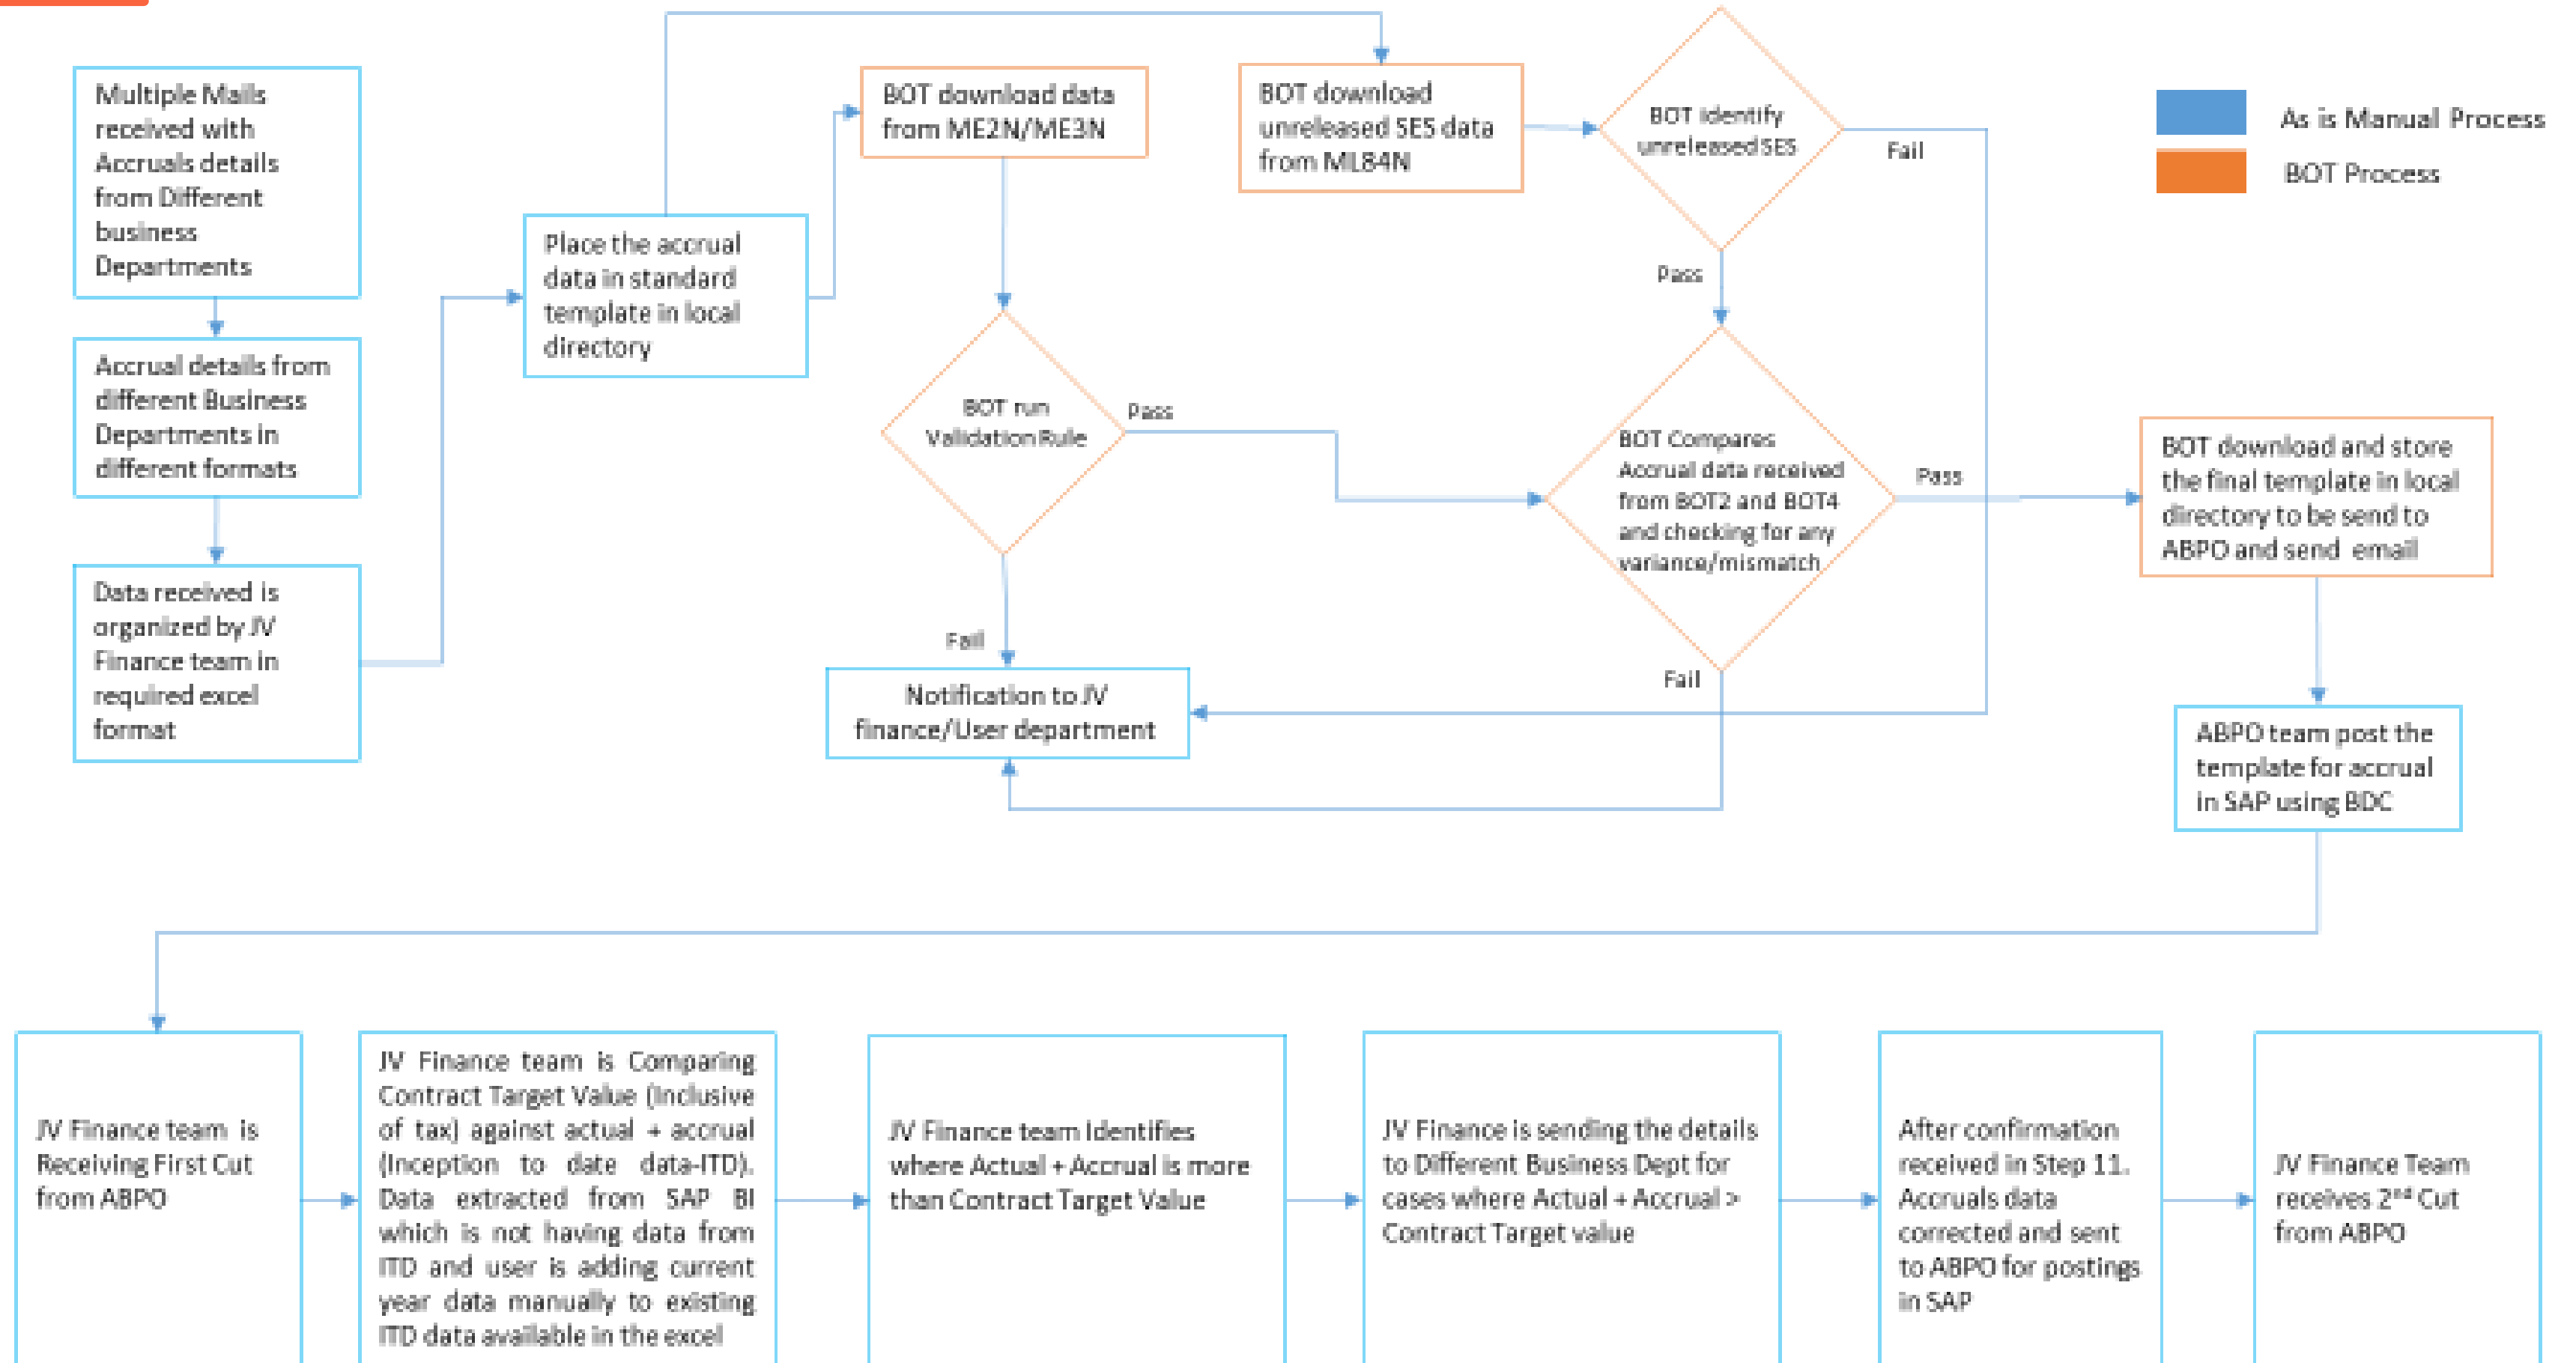 Multiple Mails
received with
Accruals details
from Different
business
Departments
Accrual details from
different Business
Departments in
different formats
Data received is
organized by JV
Finance team in
required excel
format
Place the accrual
data in standard
template in local
directory
BOT download data
from ME2N/ME3N
BOT run
Validation Rule
Pass
Fail
Notification to JV
finance/User department
BOT download
unreleased SES data
from ML84N
BOT identify
unreleased SES
Fail
Pass
BOT Compares
Accrual data received
from BOT2 and BOT4
and checking for any
variance/mismatch
Pass
Fail
As is Manual Process
BOT Process
BOT download and store
the final template in local
directory to be send to
ABPO and send email
ABPO team post the
template for accrual
in SAP using BDC
JV Finance team is
Receiving First Cut
from ABPO
JV Finance team is Comparing
Contract Target Value (Inclusive
of tax) against actual + accrual
(Inception to date data-ITD).
Data extracted from SAP BI
which is not having data from
ITD and user is adding current
year data manually to existing
ITD data available in the excel
JV Finance team Identifies
where Actual + Accrual is more
than Contract Target Value
JV Finance is sending the details
to Different Business Dept for
cases where Actual + Accrual >
Contract Target value
After confirmation
received in Step 11.
Accruals data
corrected and sent
to ABPO for postings
in SAP
JV Finance Team
receives 2nd Cut
from ABPO